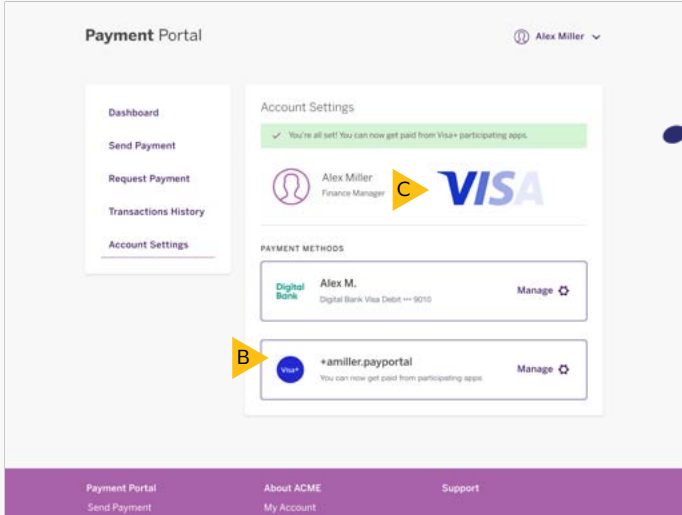 Payment Portal
Alex Miller
Dashboard
Send Payment
Request Payment
Transactions History
Account Settings
Account Settings
You're all set! You can now get paid from Visa+ participating apps.
Alex Miller
Finance Manager
C
VISA
PAYMENT METHODS
Digital
Bank
Alex M.
Digital Bank Visa Debit ••• 9010
Manage
B
Visa+
+amiller.payportal
You can now get paid from participating apps
Manage
Payment Portal
About ACME
Support
Send Payment
My Account